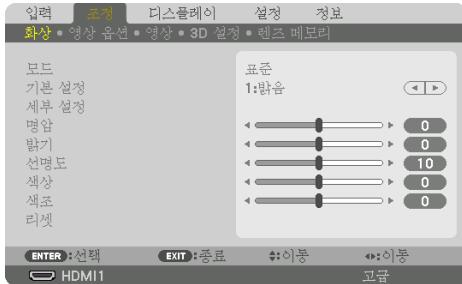 입력 조정 디스플레이 설정 정보
화상 • 영상 옵션 • 영상 • 3D 설정 • 렌즈 메모리
모드 표준
기본 설정 1:밝음
세부 설정
명암 0
밝기 0
선명도 10
색상 0
색조 0
리셋
ENTER :선택 EXIT :종료 :이동 :이동
HDMI1 고급